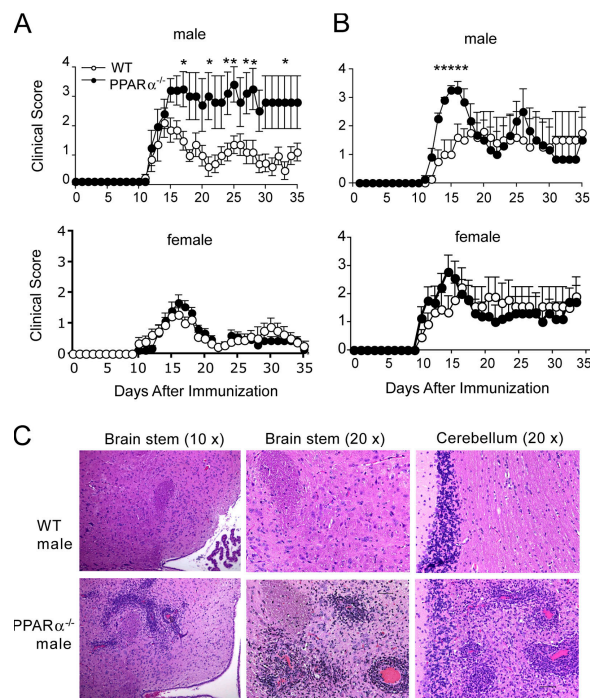 A
male
WT
PPARα-/-
* * ** ** *
Clinical Score
4
3
2
1
0
0 5 10 15 20 25 30 35
female
Clinical Score
4
3
2
1
0
0 5 10 15 20 25 30 35
Days After Immunization
B
male
*****
4
3
2
1
0
0 5 10 15 20 25 30 35
female
4
3
2
1
0
0 5 10 15 20 25 30 35
Days After Immunization
C
Brain stem (10 x) Brain stem (20 x) Cerebellum (20 x)
WT
male
PPARα-/-
male